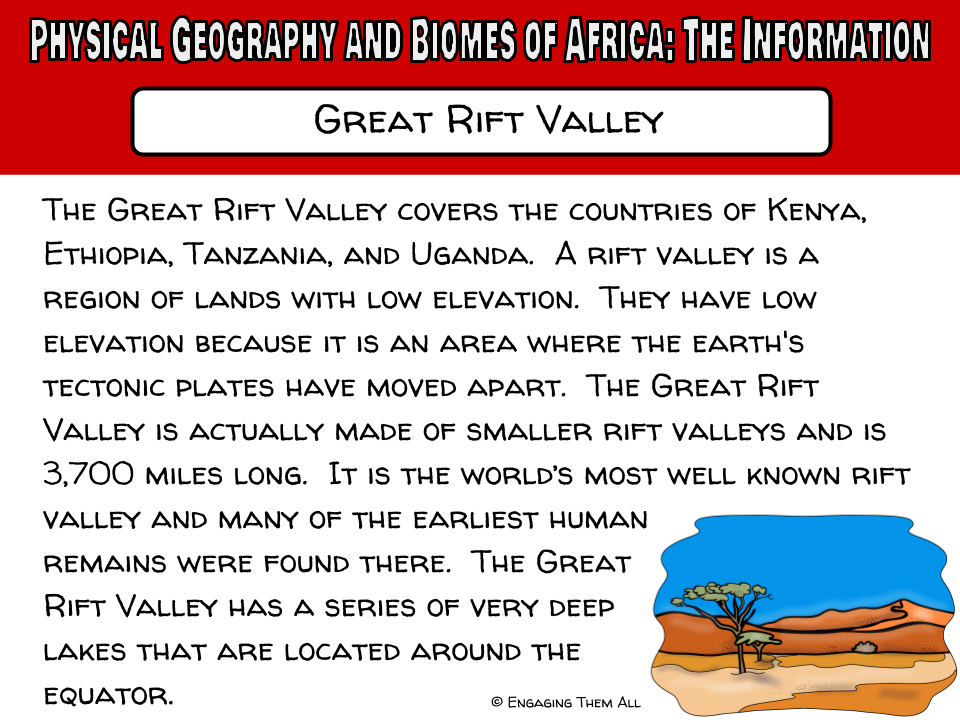 Physical Geography and Biomes of Africa: The Information
Great Rift Valley
The Great Rift Valley covers the countries of Kenya,
Ethiopia, Tanzania, and Uganda. A rift valley is a
region of lands with low elevation. They have low
elevation because it is an area where the earth's
tectonic plates have moved apart. The Great Rift
Valley is actually made of smaller rift valleys and is
3,700 miles long. It is the world’s most well known rift
valley and many of the earliest human
remains were found there. The Great
Rift Valley has a series of very deep
lakes that are located around the
equator.
© Engaging Them All